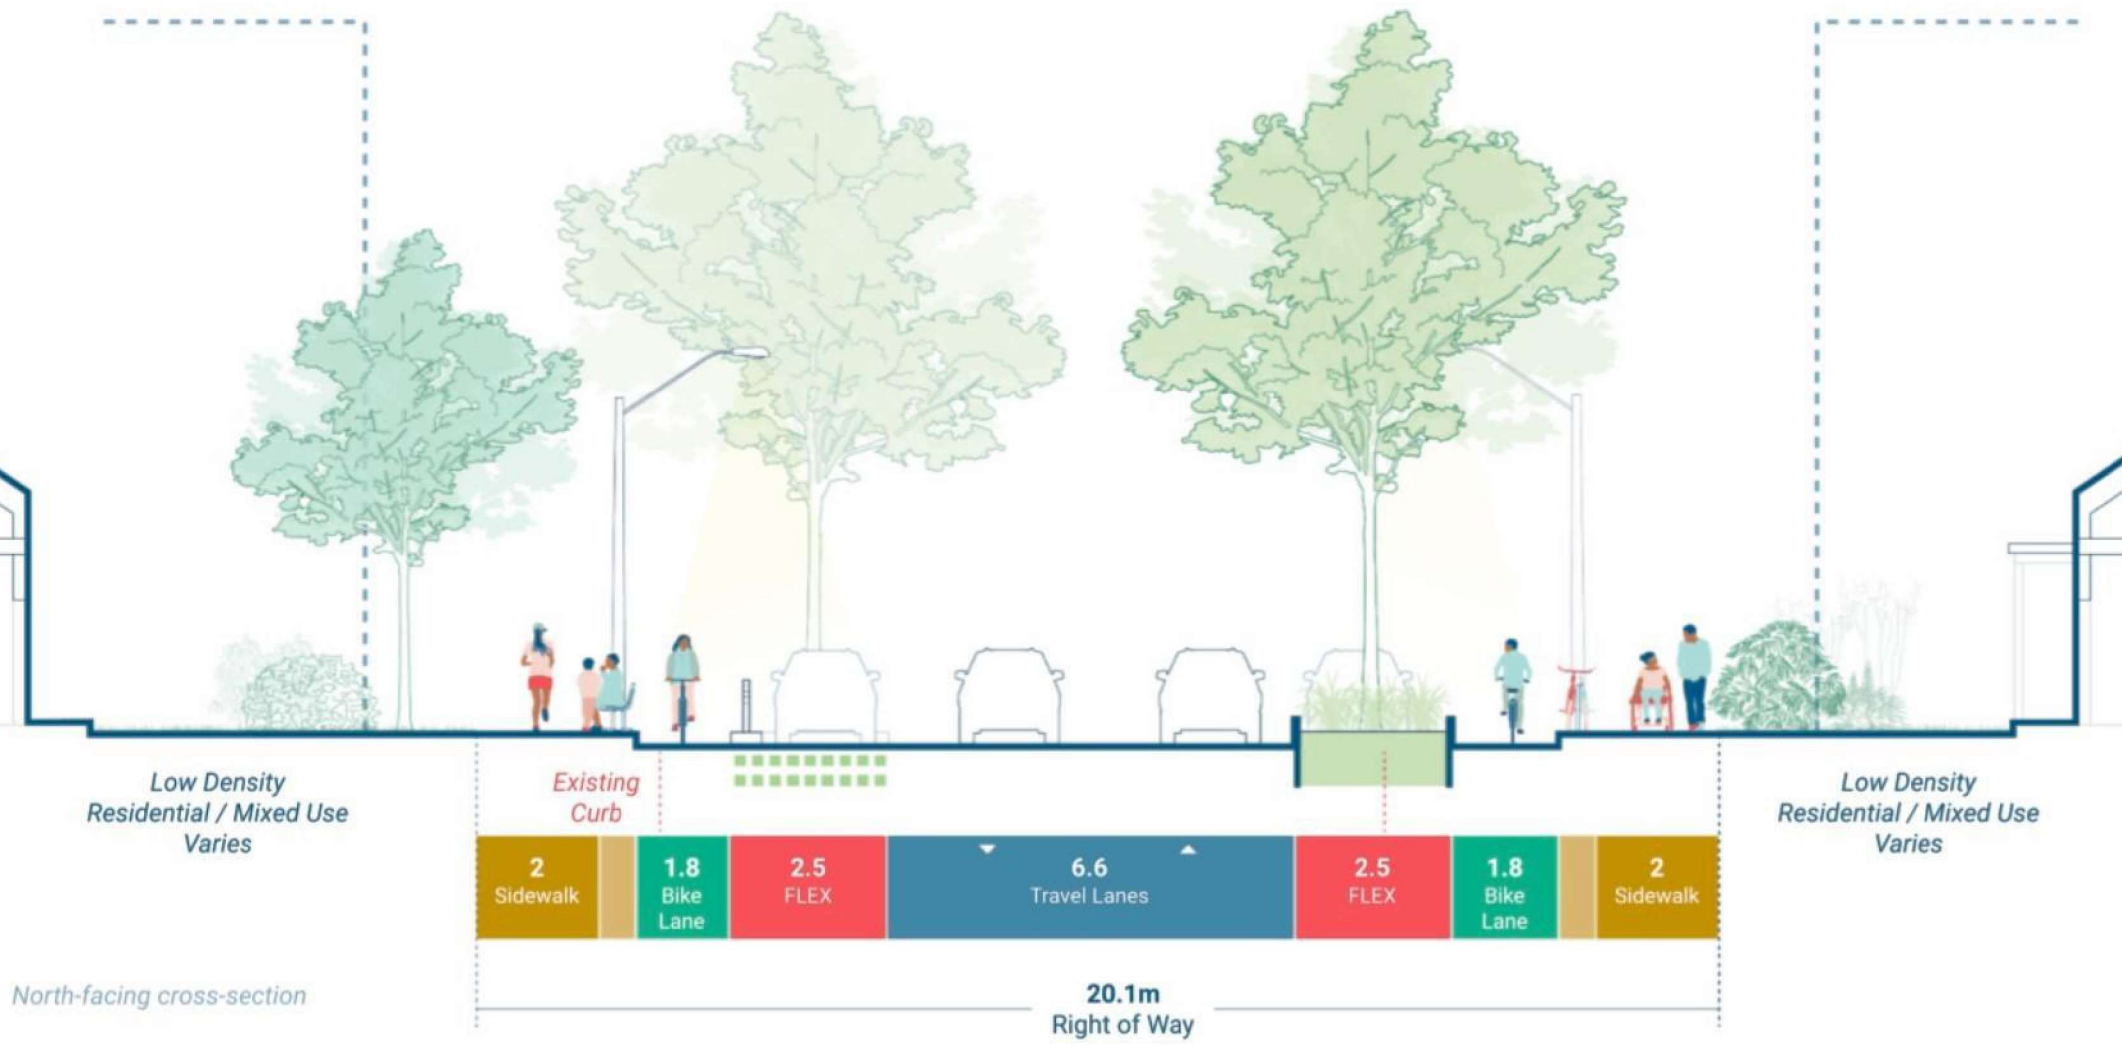 Low Density
Residential / Mixed Use
Varies
Existing
Curb
Low Density
Residential / Mixed Use
Varies
2
Sidewalk
1.8
Bike
Lane
2.5
FLEX
6.6
Travel Lanes
2.5
FLEX
1.8
Bike
Lane
2
Sidewalk
North-facing cross-section
20.1m
Right of Way